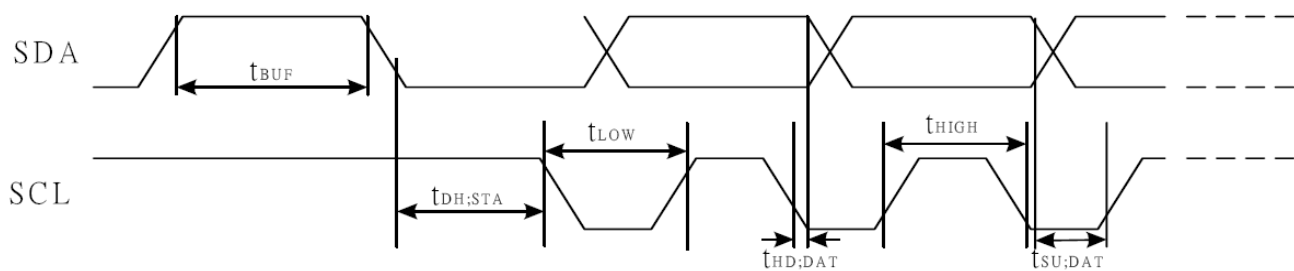 SDA
tBUF
tLOW
tHIGH
SCL
tDH;STA
tHD;DAT
tSU;DAT